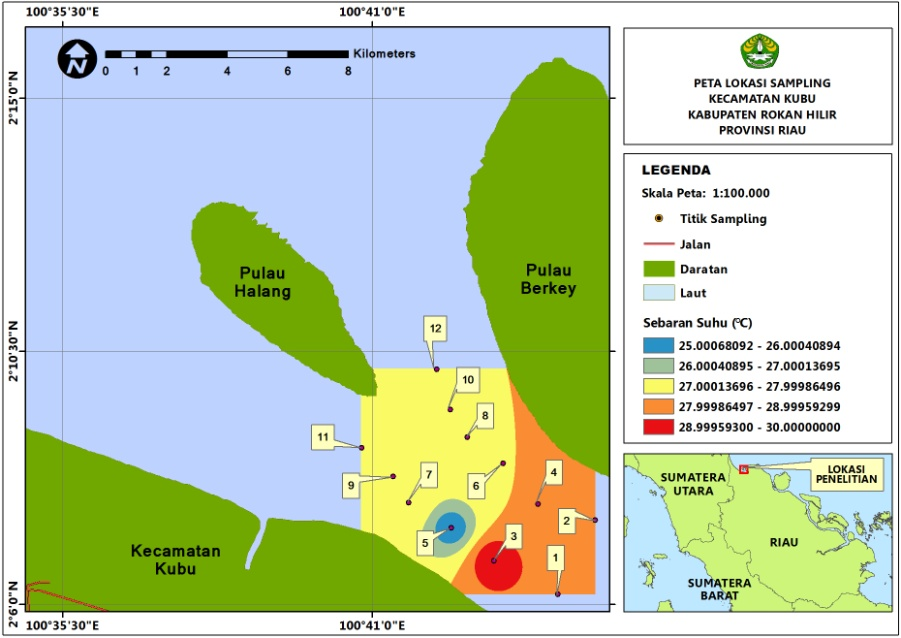 100°35'30"E
100°41'0"E
N
Kilometers
0 1 2 4 6 8
2°15'0"N
2°10'30"N
2°6'0"N
Pulau
Halang
Pulau
Berkey
12
10
8
11
9
7
6
4
2
5
3
1
Kecamatan
Kubu
100°35'30"E
100°41'0"E
PETA LOKASI SAMPLING
KECAMATAN KUBU
KABUPATEN ROKAN HILIR
PROVINSI RIAU
LEGENDA
Skala Peta: 1:100.000
Titik Sampling
Jalan
Daratan
Laut
Sebaran Suhu (°C)
25.00068092 - 26.00040894
26.00040895 - 27.00013695
27.00013696 - 27.99986496
27.99986497 - 28.99959299
28.99959300 - 30.00000000
SUMATERA
UTARA
LOKASI
PENELITIAN
RIAU
SUMATERA
BARAT